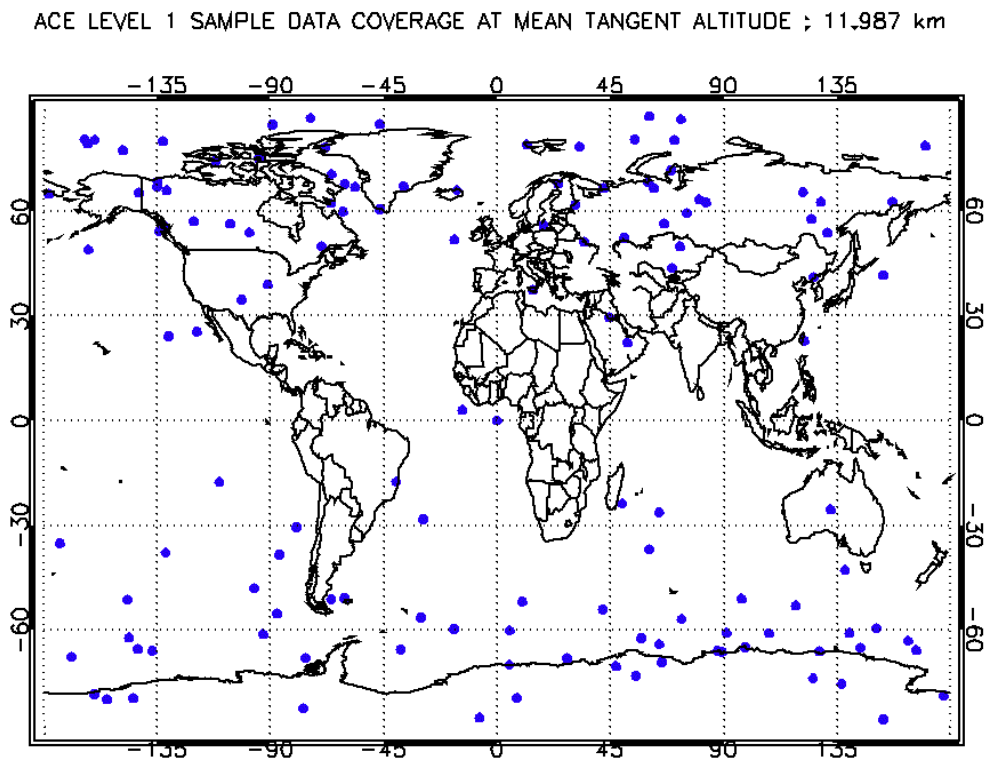 ACE LEVEL 1 SAMPLE DATA COVERAGE AT MEAN TANGENT ALTITUDE : 11.987 km
-135 -90 -45 0 45 90 135
60 60
30 30
0 0
-30 -30
-60 -60
-135 -90 -45 0 45 90 135